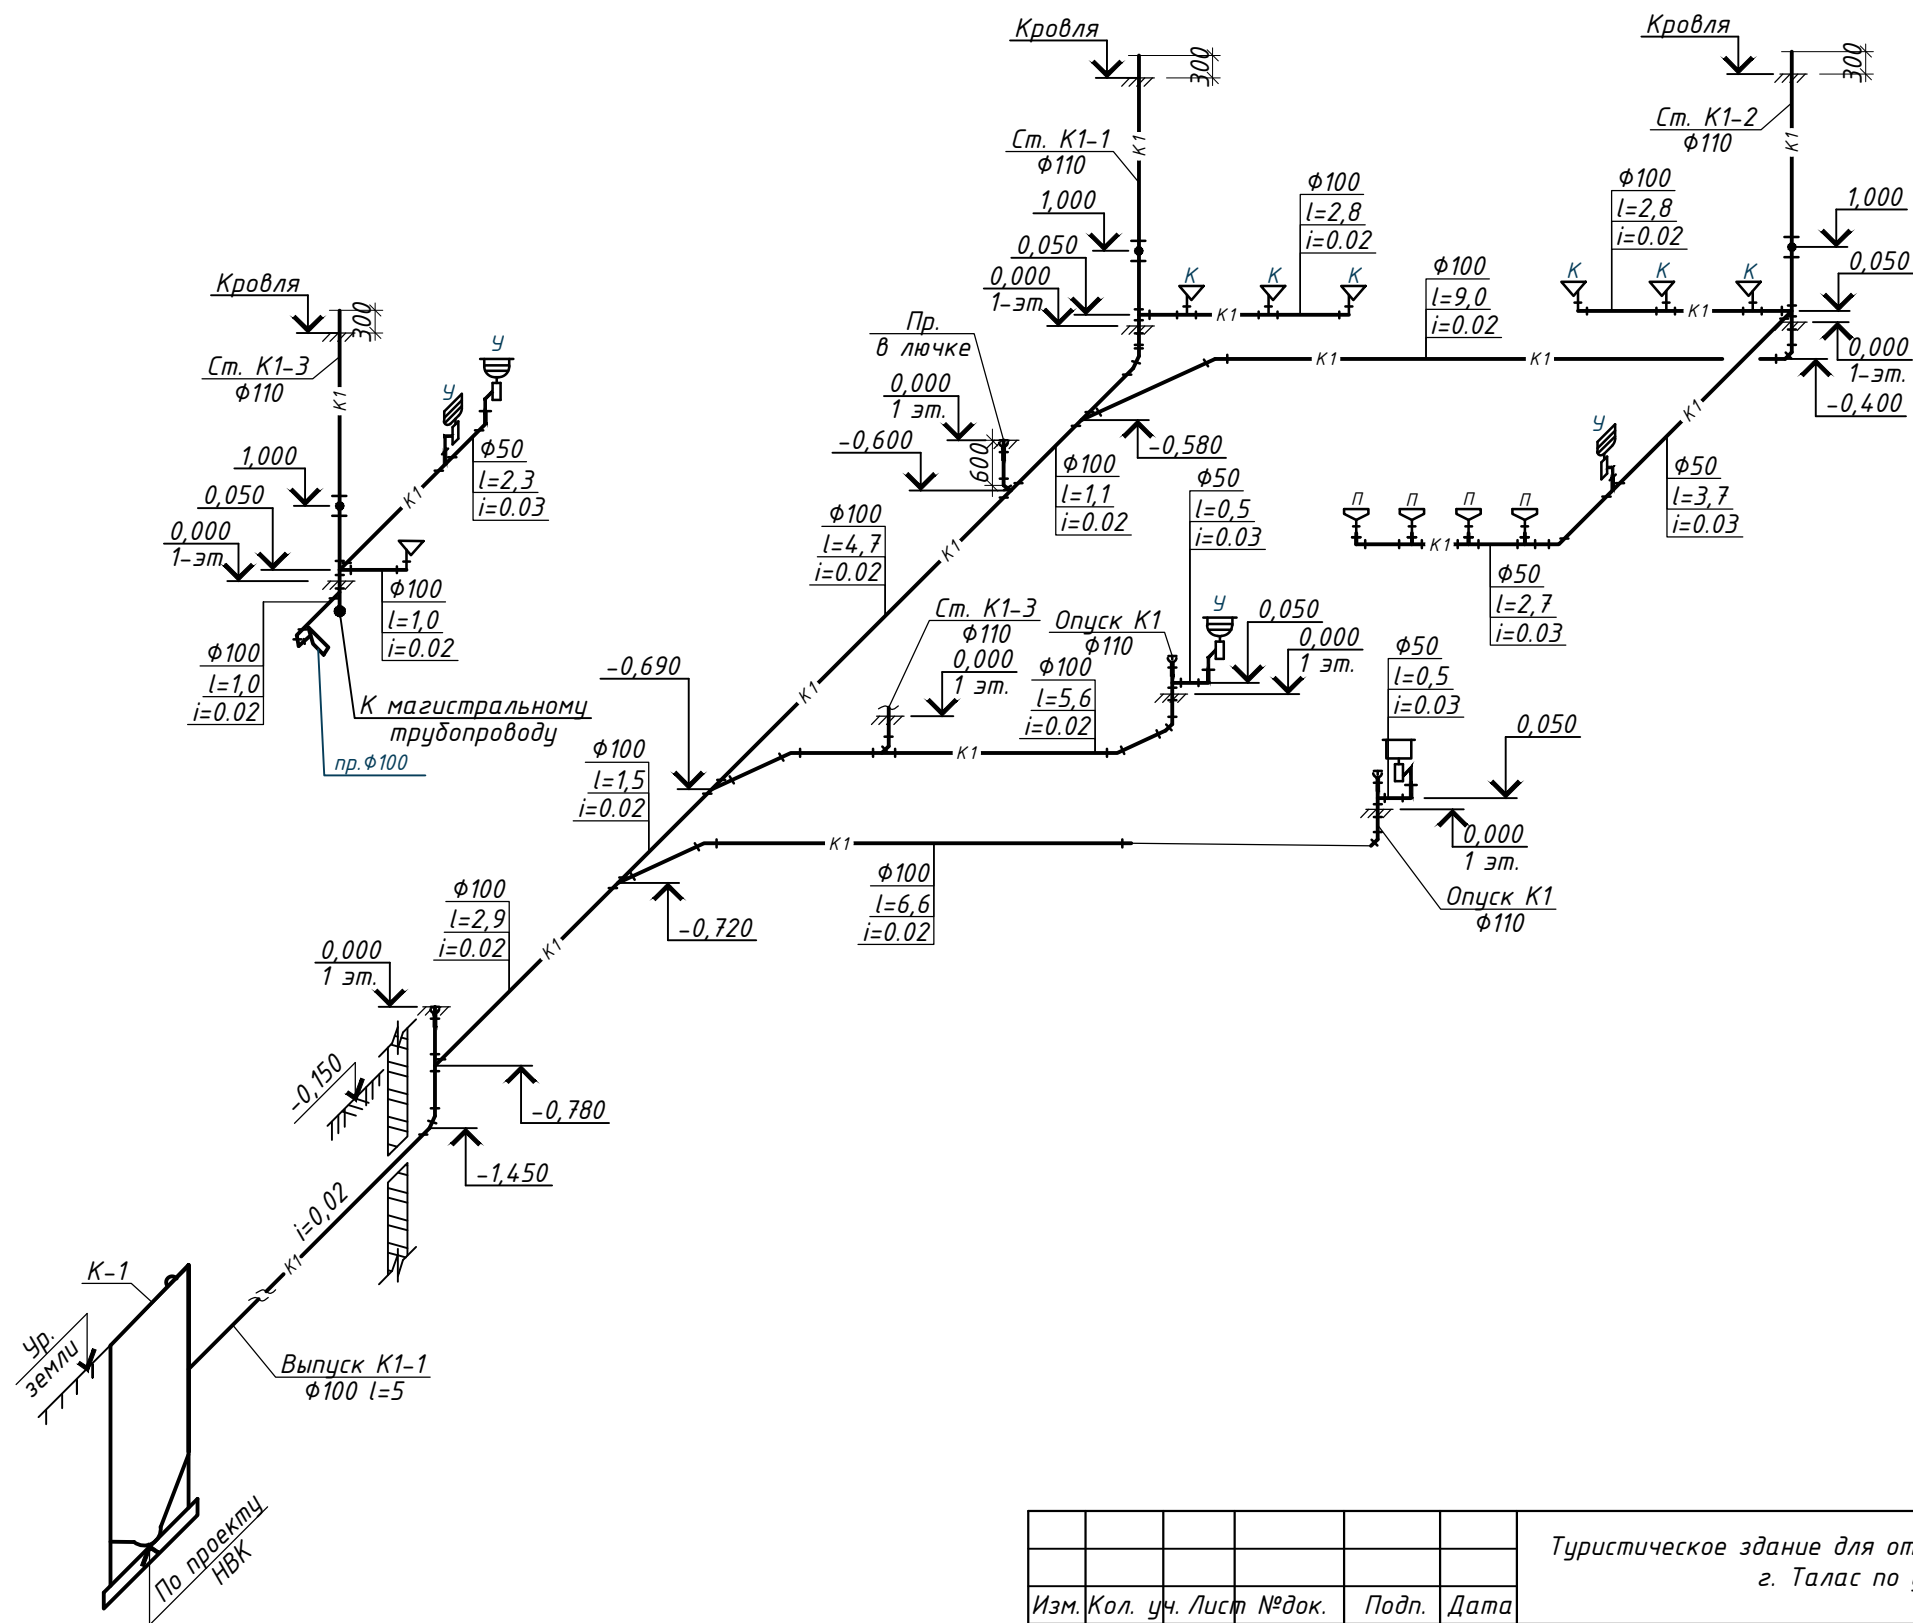 Кровля
300
Ст. К1-1
Ф110
К1
1,000
0,050
0,000
1-эт.
К
К
К
К1
Ф100
l=2,8
i=0.02
Кровля
300
Ст. К1-2
Ф110
К1
Ф100
l=2,8
i=0.02
К
К
К
К1
1,000
0,050
0,000
1-эт.
-0,400
Ф100
l=9,0
i=0.02
К1
К1
Кровля
300
Ст. К1-3
Ф110
К1
1,000
0,050
0,000
1-эт.
У
У
К1
Ф50
l=2,3
i=0.03
Ф100
l=1,0
i=0.02
Ф100
l=1,0
i=0.02
К магистральному
трубопроводу
пр.Ф100
Пр.
в лючке
0,000
1 эт.
-0,600
600
-0,580
Ф100
l=1,1
i=0.02
К1
Ф100
l=4,7
i=0.02
К1
Ф50
l=0,5
i=0.03
У
0,050
0,000
1 эт.
Опуск К1
Ф110
Ст. К1-3
Ф110
0,000
1 эт.
Ф100
l=5,6
i=0.02
К1
К1
У
Ф50
l=3,7
i=0.03
П
П
П
П
К1
Ф50
l=2,7
i=0.03
-0,690
Ф100
l=1,5
i=0.02
Ф50
l=0,5
i=0.03
0,050
0,000
1 эт.
Опуск К1
Ф110
К1
Ф100
l=6,6
i=0.02
-0,720
Ф100
l=2,9
i=0.02
К1
0,000
1 эт.
-0,150
-0,780
-1,450
i=0,02
К1
К-1
Ур.
земли
Выпуск К1-1
Ф100 l=5
По проекту
НВК
Туристическое здание для от
г. Талас по
Изм. Кол. уч. Лист №док. Подп. Дата